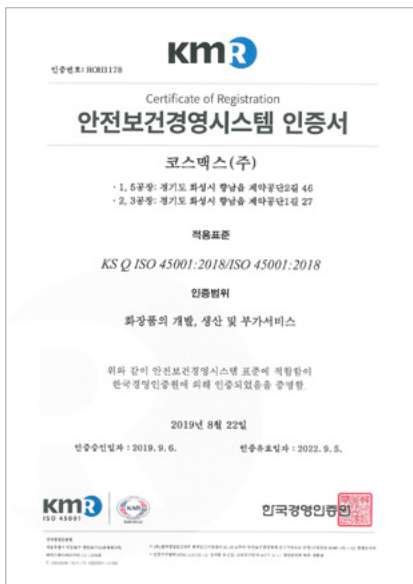 KMR
인증번호: ROH1178
Certificate of Registration
안전보건경영시스템 인증서
코스맥스(주)
· 1, 5공장: 경기도 화성시 향남읍 제약공단2길 46
· 2, 3공장: 경기도 화성시 향남읍 제약공단1길 27
적용표준
KS Q ISO 45001:2018/ISO 45001:2018
인증범위
화장품의 개발, 생산 및 부가서비스
위와 같이 안전보건경영시스템 표준에 적합함이
한국경영인증원에 의해 인증되었음을 증명함.
2019년 8월 22일
인증승인일자 : 2019. 9. 6.
인증유효일자 : 2022. 9. 5.
KMR
ISO 45001
KAB
한국경영인증원